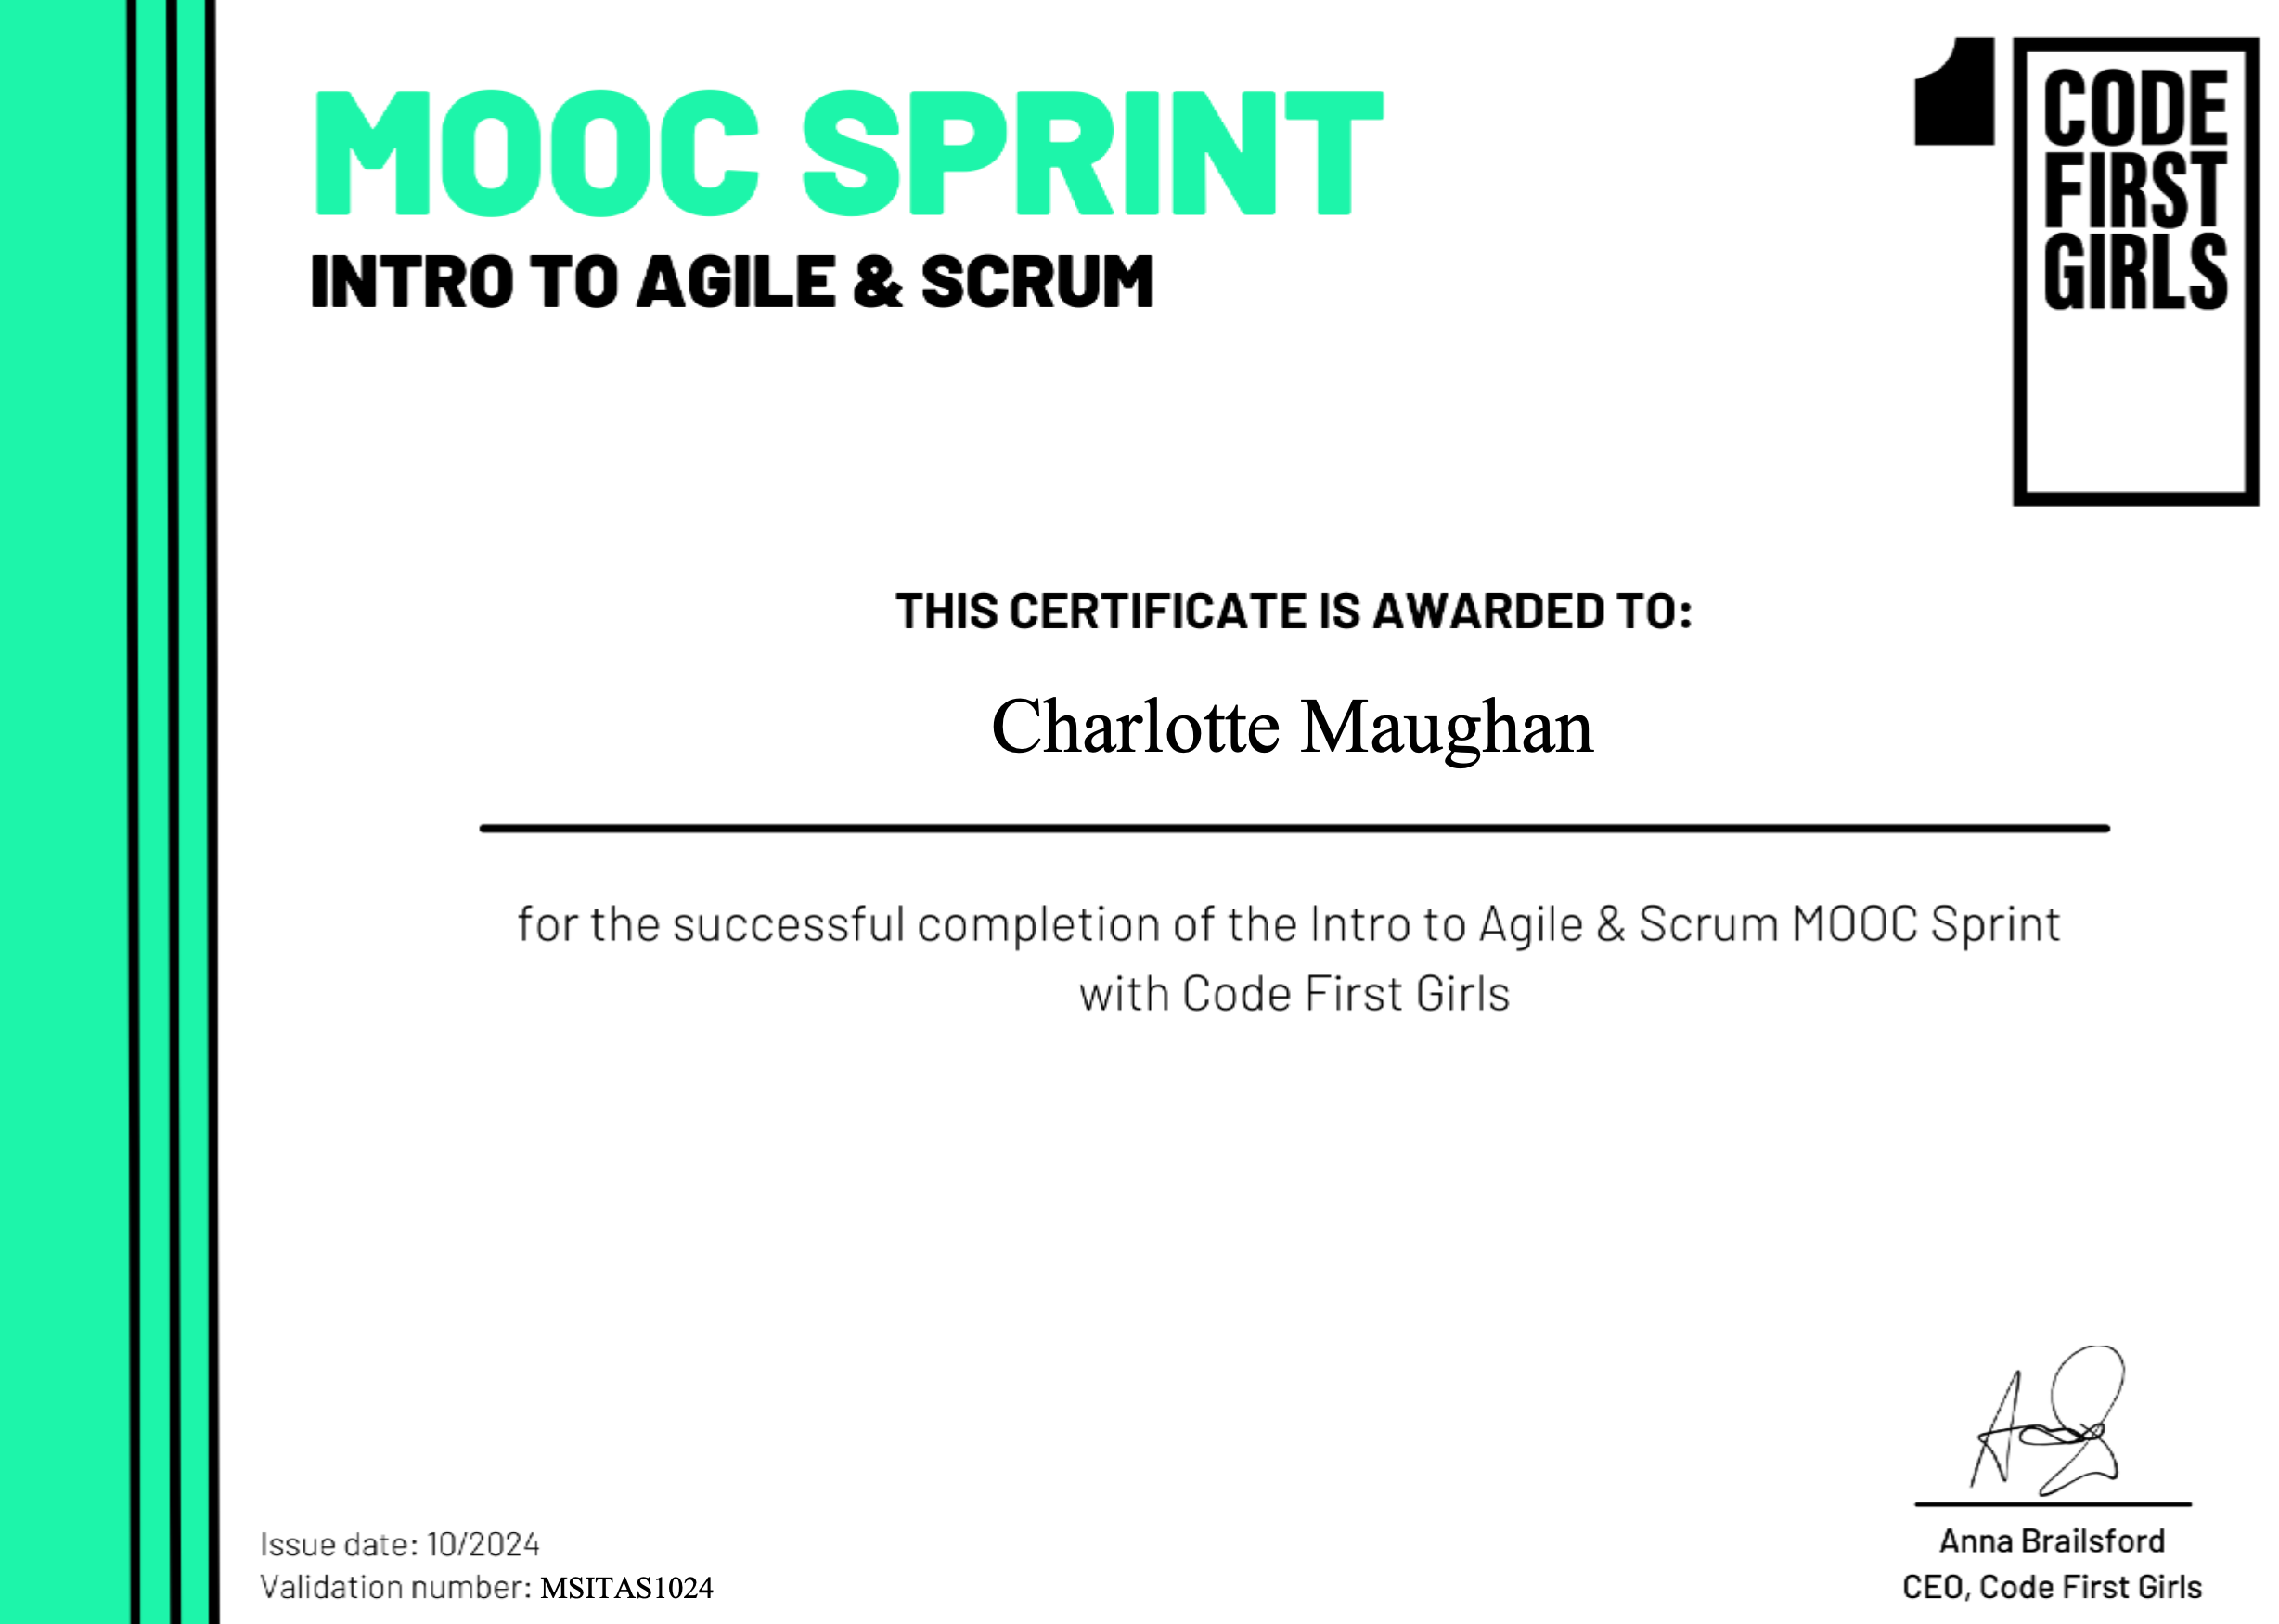 MOOC SPRINT
INTRO TO AGILE & SCRUM
CODE
FIRST
GIRLS
THIS CERTIFICATE IS AWARDED TO:
Charlotte Maughan
for the successful completion of the Intro to Agile & Scrum MOOC Sprint
with Code First Girls
Issue date: 10/2024
Validation number: MSITAS1024
Anna Brailsford
CEO, Code First Girls